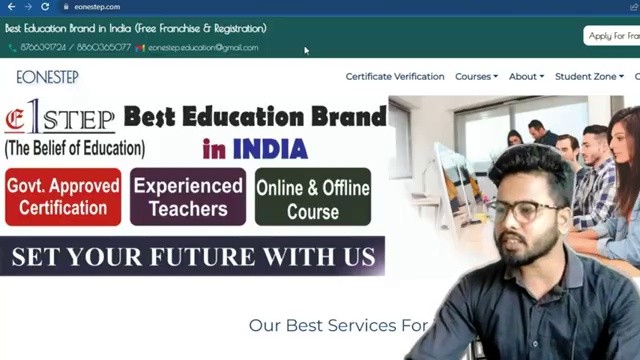 eonestep.com
Best Education Brand in India (Free Franchise & Registration)
8766391724 / 8860365077 eonestep.education@gmail.com
Apply For Fran
EONESTEP
Certificate Verification Courses About Student Zone
E1STEP
(The Belief of Education)
Best Education Brand
in INDIA
Govt. Approved
Certification
Experienced
Teachers
Online & Offline
Course
SET YOUR FUTURE WITH US
Our Best Services For